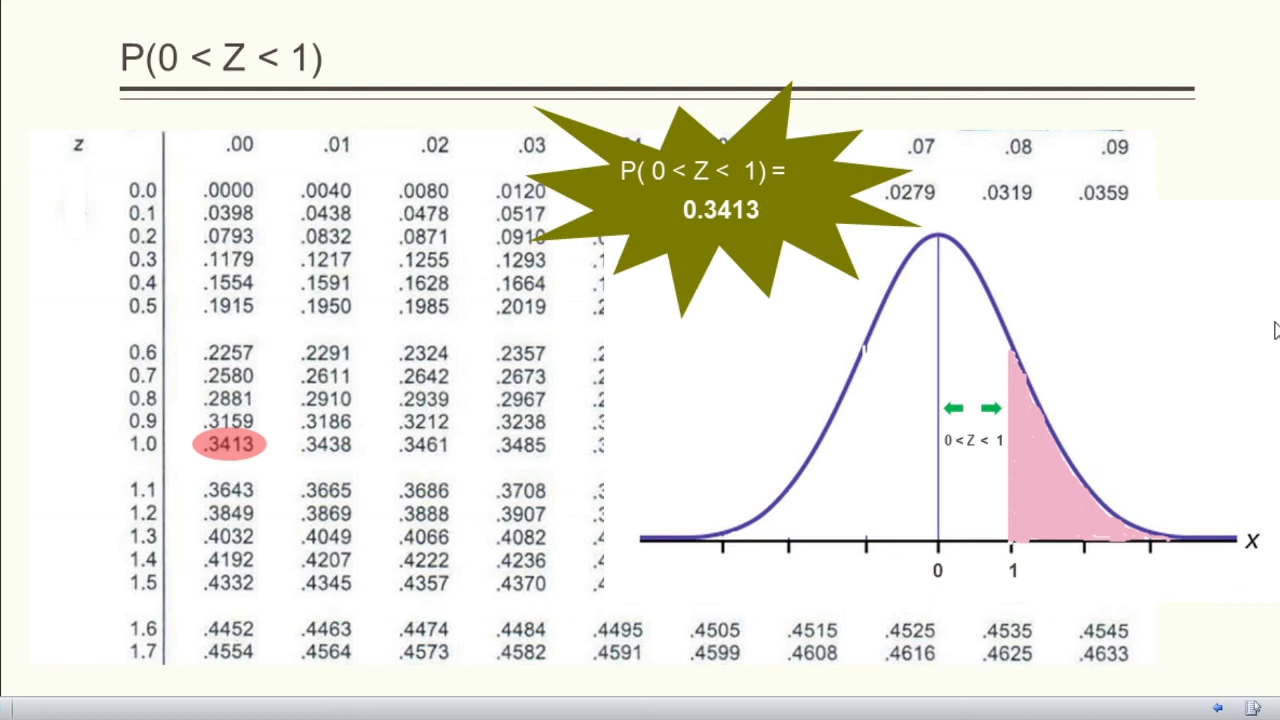 P(0 < Z < 1)
z .00 .01 .02 .03 .07 .08 .09
P( 0 < Z < 1) =
0.3413
0.0 .0000 .0040 .0080 .0120 .0279 .0319 .0359
0.1 .0398 .0438 .0478 .0517
0.2 .0793 .0832 .0871 .0910
0.3 .1179 .1217 .1255 .1293
0.4 .1554 .1591 .1628 .1664
0.5 .1915 .1950 .1985 .2019
0.6 .2257 .2291 .2324 .2357
0.7 .2580 .2611 .2642 .2673
0.8 .2881 .2910 .2939 .2967
0.9 .3159 .3186 .3212 .3238
1.0 .3413 .3438 .3461 .3485
0 < Z < 1
1.1 .3643 .3665 .3686 .3708
1.2 .3849 .3869 .3888 .3907
1.3 .4032 .4049 .4066 .4082
x
1.4 .4192 .4207 .4222 .4236
0 1
1.5 .4332 .4345 .4357 .4370
1.6 .4452 .4463 .4474 .4484 .4495 .4505 .4515 .4525 .4535 .4545
1.7 .4554 .4564 .4573 .4582 .4591 .4599 .4608 .4616 .4625 .4633